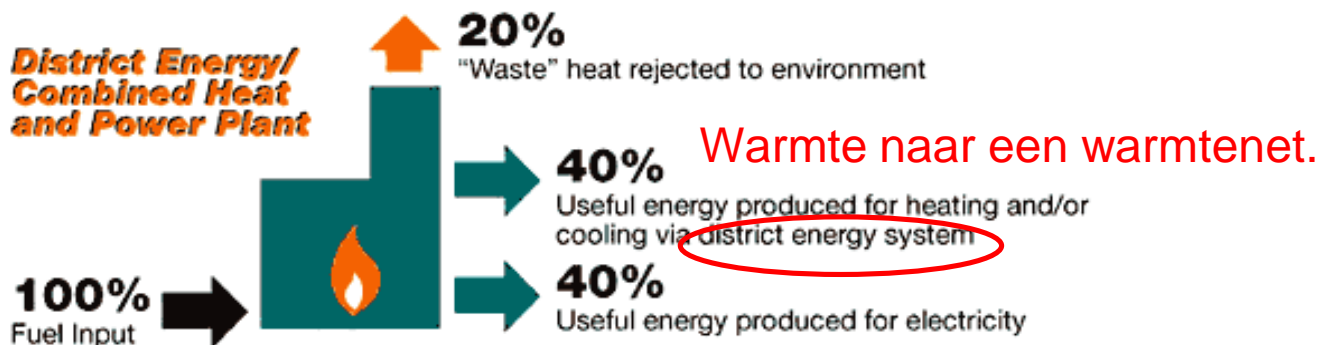 District Energy/
Combined Heat
and Power Plant
20%
“Waste” heat rejected to environment
Warmte naar een warmtenet.
40%
Useful energy produced for heating and/or
cooling via district energy system
40%
Useful energy produced for electricity
100%
Fuel Input